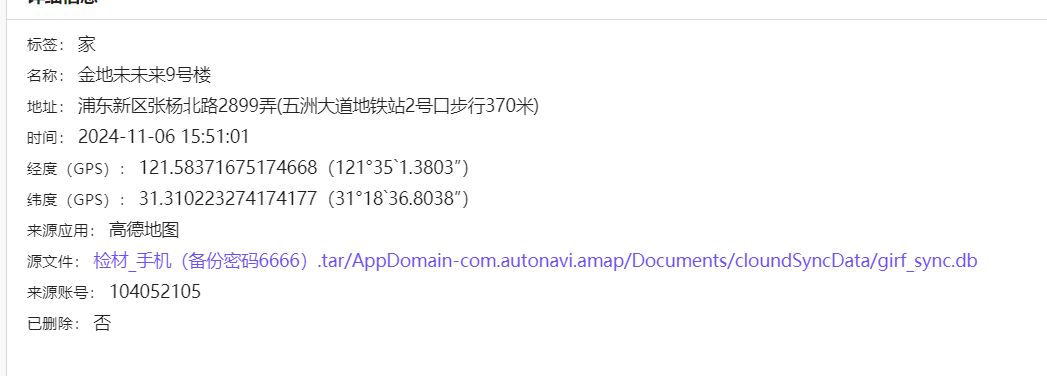 详细信息
标签： 家
名称： 金地未未来9号楼
地址： 浦东新区张杨北路2899弄(五洲大道地铁站2号口步行370米)
时间： 2024-11-06 15:51:01
经度（GPS）： 121.58371675174668（121°35`1.3803″）
纬度（GPS）： 31.310223274174177（31°18`36.8038″）
来源应用： 高德地图
源文件： 检材_手机（备份密码6666）.tar/AppDomain-com.autonavi.amap/Documents/cloundSyncData/girf_sync.db
来源账号： 104052105
已删除： 否